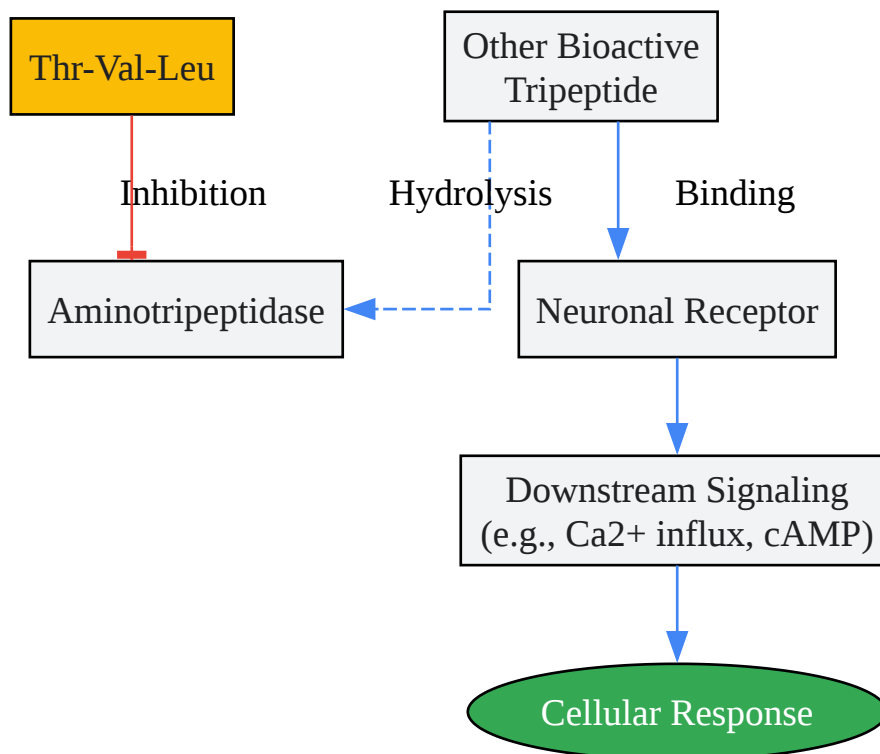 Thr-Val-Leu
Other Bioactive
Tripeptide
Inhibition
Hydrolysis
Binding
Aminotripeptidase
Neuronal Receptor
Downstream Signaling
(e.g., Ca2+ influx, cAMP)
Cellular Response